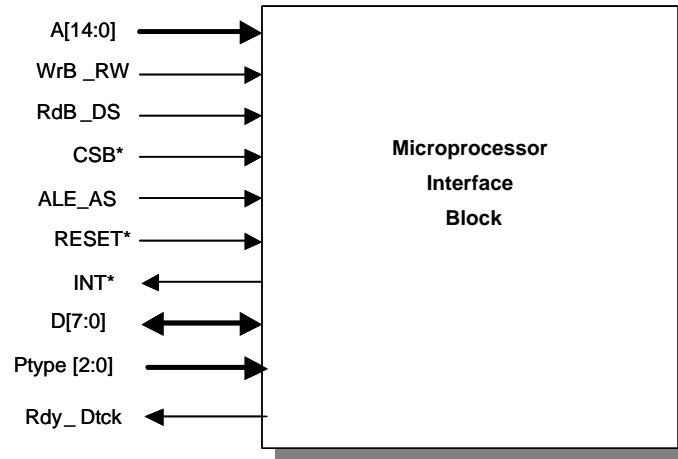 A[14:0]
WrB _RW
RdB _DS
CSB*
ALE_AS
RESET*
INT*
D[7:0]
Ptype [2:0]
Rdy_ Dtck
Microprocessor
Interface
Block